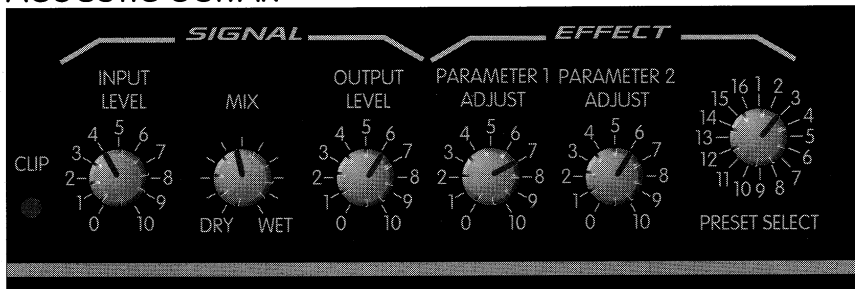 SIGNAL EFFECT
INPUT LEVEL
MIX
OUTPUT LEVEL
PARAMETER 1 ADJUST
PARAMETER 2 ADJUST
CLIP
0 1 2 3 4 5 6 7 8 9 10
DRY WET
0 1 2 3 4 5 6 7 8 9 10
0 1 2 3 4 5 6 7 8 9 10
0 1 2 3 4 5 6 7 8 9 10
1 2 3 4 5 6 7 8 9 10 11 12 13 14 15 16
PRESET SELECT